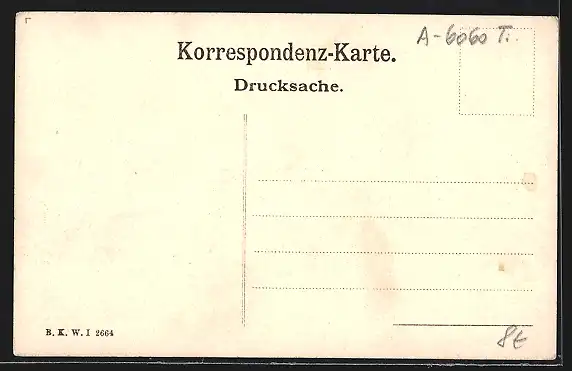 A-6060 T.
Korrespondenz-Karte.
Drucksache.
B. K. W. I 2664
8€